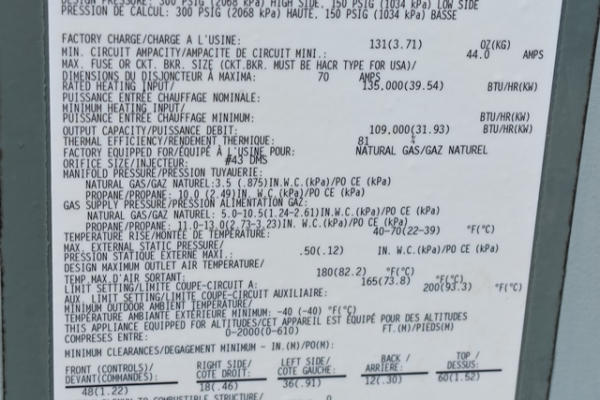 DESIGN PRESSURE: 300 PSIG (2068 kPa) HIGH SIDE, 150 PSIG (1034 kPa) LOW SIDE
PRESSION DE CALCUL: 300 PSIG (2068 kPa) HAUTE, 150 PSIG (1034 kPa) BASSE
FACTORY CHARGE/CHARGE A L'USINE: 131(3.71) OZ(KG)
MIN. CIRCUIT AMPACITY/AMPACITE DE CIRCUIT MINI.: 44.0 AMPS
MAX. FUSE OR CKT. BKR. SIZE (CKT.BKR. MUST BE HACR TYPE FOR USA)/
DIMENSIONS DU DISJONCTEUR A MAXIMA: 70 AMPS
RATED HEATING INPUT/ 135,000(39.54) BTU/HR(KW)
PUISSANCE ENTRÉE CHAUFFAGE NOMINALE:
MINIMUM HEATING INPUT/
PUISSANCE ENTRÉE CHAUFFAGE MINIMUM: BTU/HR(KW)
OUTPUT CAPACITY/PUISSANCE DEBIT: 109,000(31.93) BTU/HR(KW)
THERMAL EFFICIENCY/RENDEMENT THERMIQUE: 81 %
FACTORY EQUIPPED FOR/ÉQUIPÉ À L'USINE POUR: NATURAL GAS/GAZ NATUREL
ORIFICE SIZE/INJECTEUR: #43 DMS
MANIFOLD PRESSURE/PRESSION TUYAUERIE:
NATURAL GAS/GAZ NATUREL:3.5 (.875)IN.W.C.(kPa)/PO CE (kPa)
PROPANE/PROPANE: 10.0 (2.49)IN. W.C.(kPa)/PO CE (kPa)
GAS SUPPLY PRESSURE/PRESSION ALIMENTATION GAZ:
NATURAL GAS/GAZ NATUREL: 5.0-10.5(1.24-2.61)IN.W.C.(kPa)/PO CE (kPa)
PROPANE/PROPANE: 11.0-13.0(2.73-3.23)IN. W.C.(kPa)/PO CE (kPa)
TEMPERATURE RISE/MONTÉE DE TEMPÉRATURE: 40-70(22-39) °F(°C)
MAX. EXTERNAL STATIC PRESSURE/
PRESSION STATIQUE EXTERNE MAXI.: .50(.12) IN. W.C.(kPa)/PO CE (kPa)
DESIGN MAXIMUM OUTLET AIR TEMPERATURE/
TEMP.MAX.D'AIR SORTANT: 180(82.2) °F(°C)
LIMIT SETTING/LIMITE COUPE-CIRCUIT A: 165(73.8) °F(°C)
AUX. LIMIT SETTING/LIMITE COUPE-CIRCUIT AUXILIAIRE: 200(93.3) °F(°C)
MINIMUM OUTDOOR AMBIENT TEMPERATURE/
TEMPÉRATURE AMBIANTE EXTÉRIEURE MINIMUM: -40 (-40) °F(°C)
THIS APPLIANCE EQUIPPED FOR ALTITUDES/CET APPAREIL EST ÉQUIPÉ POUR DES ALTITUDES
COMPRISES ENTRE: 0-2000(0-610) FT.(M)/PIEDS(M)
MINIMUM CLEARANCES/DEGAGEMENT MINIMUM - IN.(M)/PO(M):
FRONT (CONTROLS)/ RIGHT SIDE/ LEFT SIDE/ BACK / TOP /
DEVANT(COMMANDES): COTE DROIT: COTE GAUCHE: ARRIERE: DESSUS:
48(1.22) 18(.46) 36(.91) 12(.30) 60(1.52)
TO COMBUSTIBLE STRUCTURE/ 0